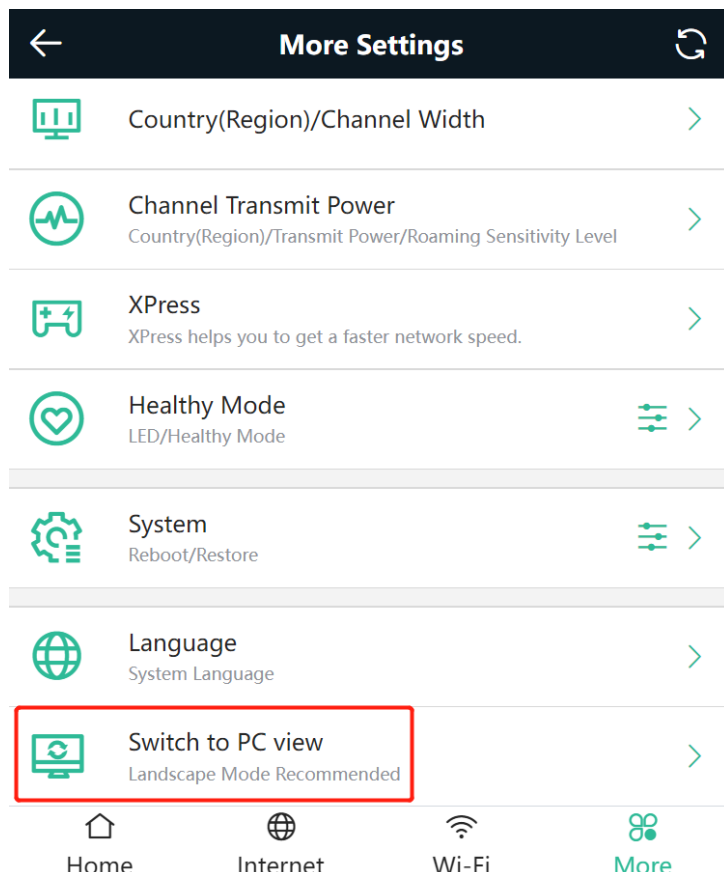 More Settings
Country(Region)/Channel Width
Channel Transmit Power
Country(Region)/Transmit Power/Roaming Sensitivity Level
XPress
XPress helps you to get a faster network speed.
Healthy Mode
LED/Healthy Mode
System
Reboot/Restore
Language
System Language
Switch to PC view
Landscape Mode Recommended
Home Internet Wi-Fi More